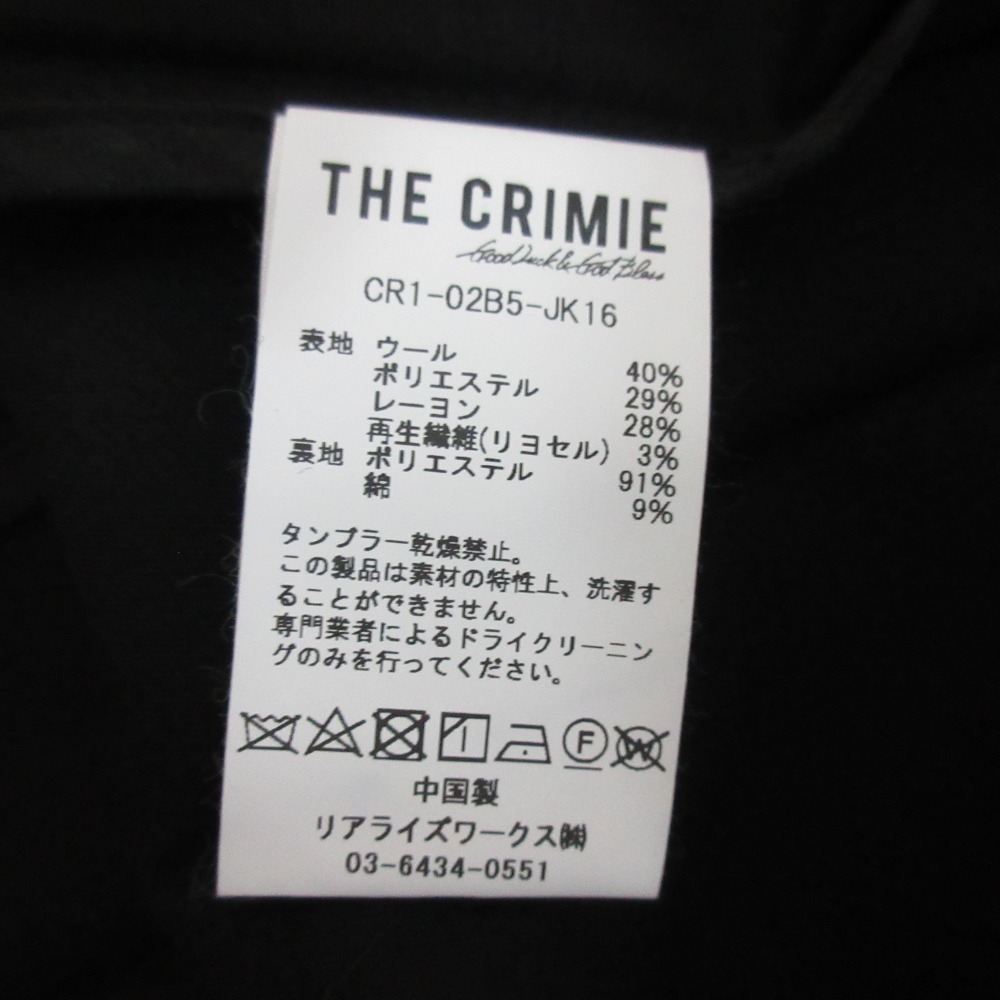 THE CRIMIE
Good Luck & God Bless
CR1-02B5-JK16
表地 ウール 40%
ポリエステル 29%
レーヨン 28%
再生繊維(リヨセル) 3%
裏地 ポリエステル 91%
綿 9%
タンブラー乾燥禁止。
この製品は素材の特性上、洗濯す
ることができません。
専門業者によるドライクリーニン
グのみを行ってください。
F W
中国製
リアライズワークス㈱
03-6434-0551